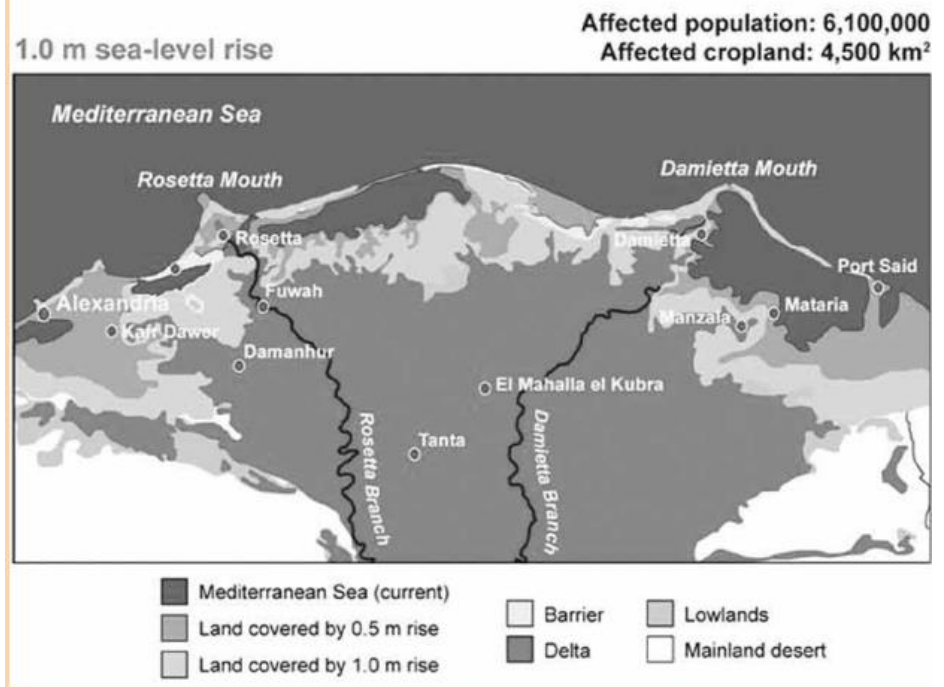 1.0 m sea-level rise
Affected population: 6,100,000
Affected cropland: 4,500 km²
Mediterranean Sea
Rosetta Mouth
Damietta Mouth
Rosetta
Damietta
Port Said
Alexandria
Fuwah
Mataria
Kafr Dawer
Manzala
Damanhur
El Mahalla el Kubra
Tanta
Rosetta Branch
Damietta Branch
Mediterranean Sea (current)
Land covered by 0.5 m rise
Land covered by 1.0 m rise
Barrier
Delta
Lowlands
Mainland desert